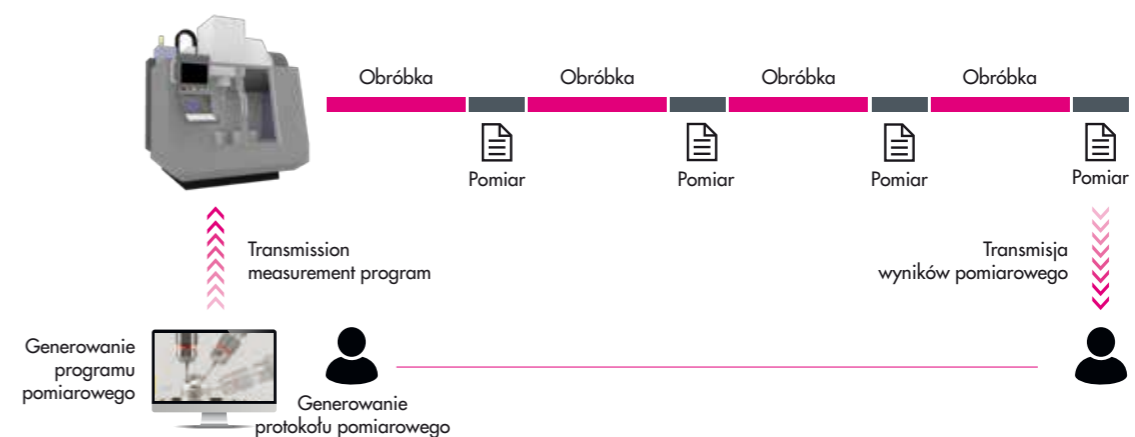 Obróbka
Obróbka
Obróbka
Obróbka
Pomiar
Pomiar
Pomiar
Pomiar
Transmission
measurement program
Transmisja
wyników pomiarowego
Generowanie
programu
pomiarowego
Generowanie
protokołu pomiarowego